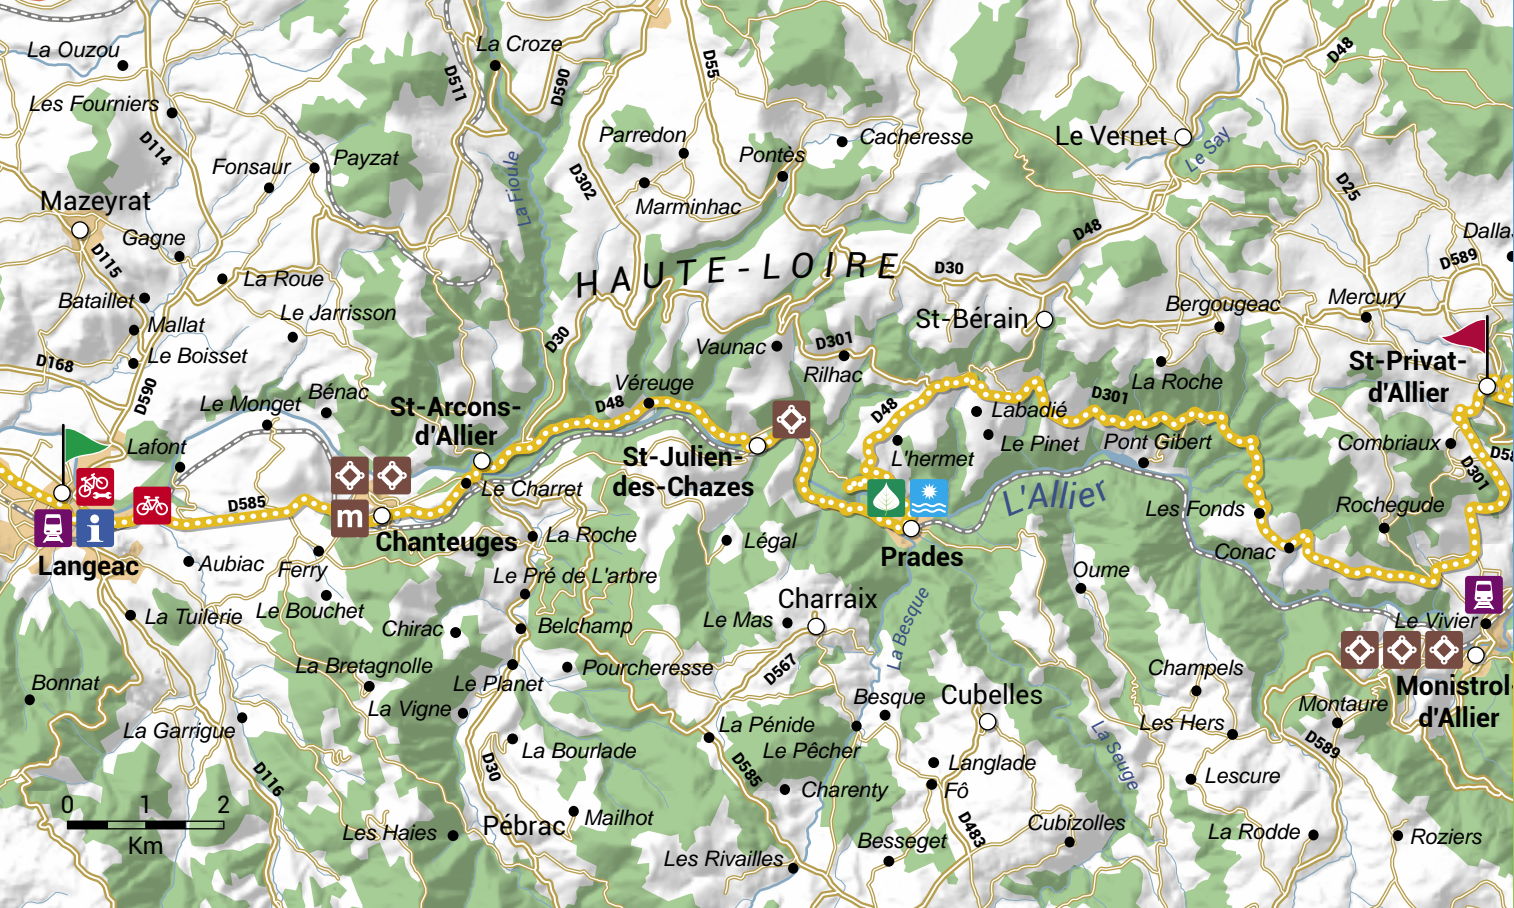 La Croze
D48
La Ouzou
D55
D511
D590
Les Fourniers
Parredon
Cacheresse
Le Vernet
D114
Le Say
Payzat
Pontès
Fonsaur
La Fioule
D302
D25
Mazeyrat
Marminhac
Gagne
D48
Dalla
D115
HAUTE-LOIRE
D30
D589
La Roue
Bataillet
Le Jarrisson
Bergougeac
Mercury
Mallat
St-Bérain
D30
D301
Vaunac
Le Boisset
D168
St-Privat-
d'Allier
Rilhac
La Roche
Véreuge
D590
Bénac
D301
Le Monget
St-Arcons-
d'Allier
D48
D48
Labadié
Lafont
Le Pinet
Pont Gibert
Combriaux
D58
L'hermet
St-Julien-
des-Chazes
D301
Le Charret
L'Allier
D585
Les Fonds
Rochegude
m
i
Chanteuges
La Roche
Légal
Prades
Conac
Langeac
Aubiac
Ferry
Le Pré de L'arbre
Oume
Charraix
Le Bouchet
La Tuilerie
Chirac
Belchamp
Le Mas
La Besque
Le Vivier
La Bretagnolle
Pourcheresse
D567
Champels
Bonnat
Le Planet
Besque
Cubelles
Monistrol-
d'Allier
La Vigne
Montaure
La Garrigue
La Pénide
Les Hers
La Bourlade
Le Pêcher
La Seuge
D589
D30
D585
Langlade
D116
Charenty
Fô
Lescure
0 1 2
Km
Mailhot
Pébrac
Les Haies
D483
Cubizolles
Besseget
La Rodde
Roziers
Les Rivailles